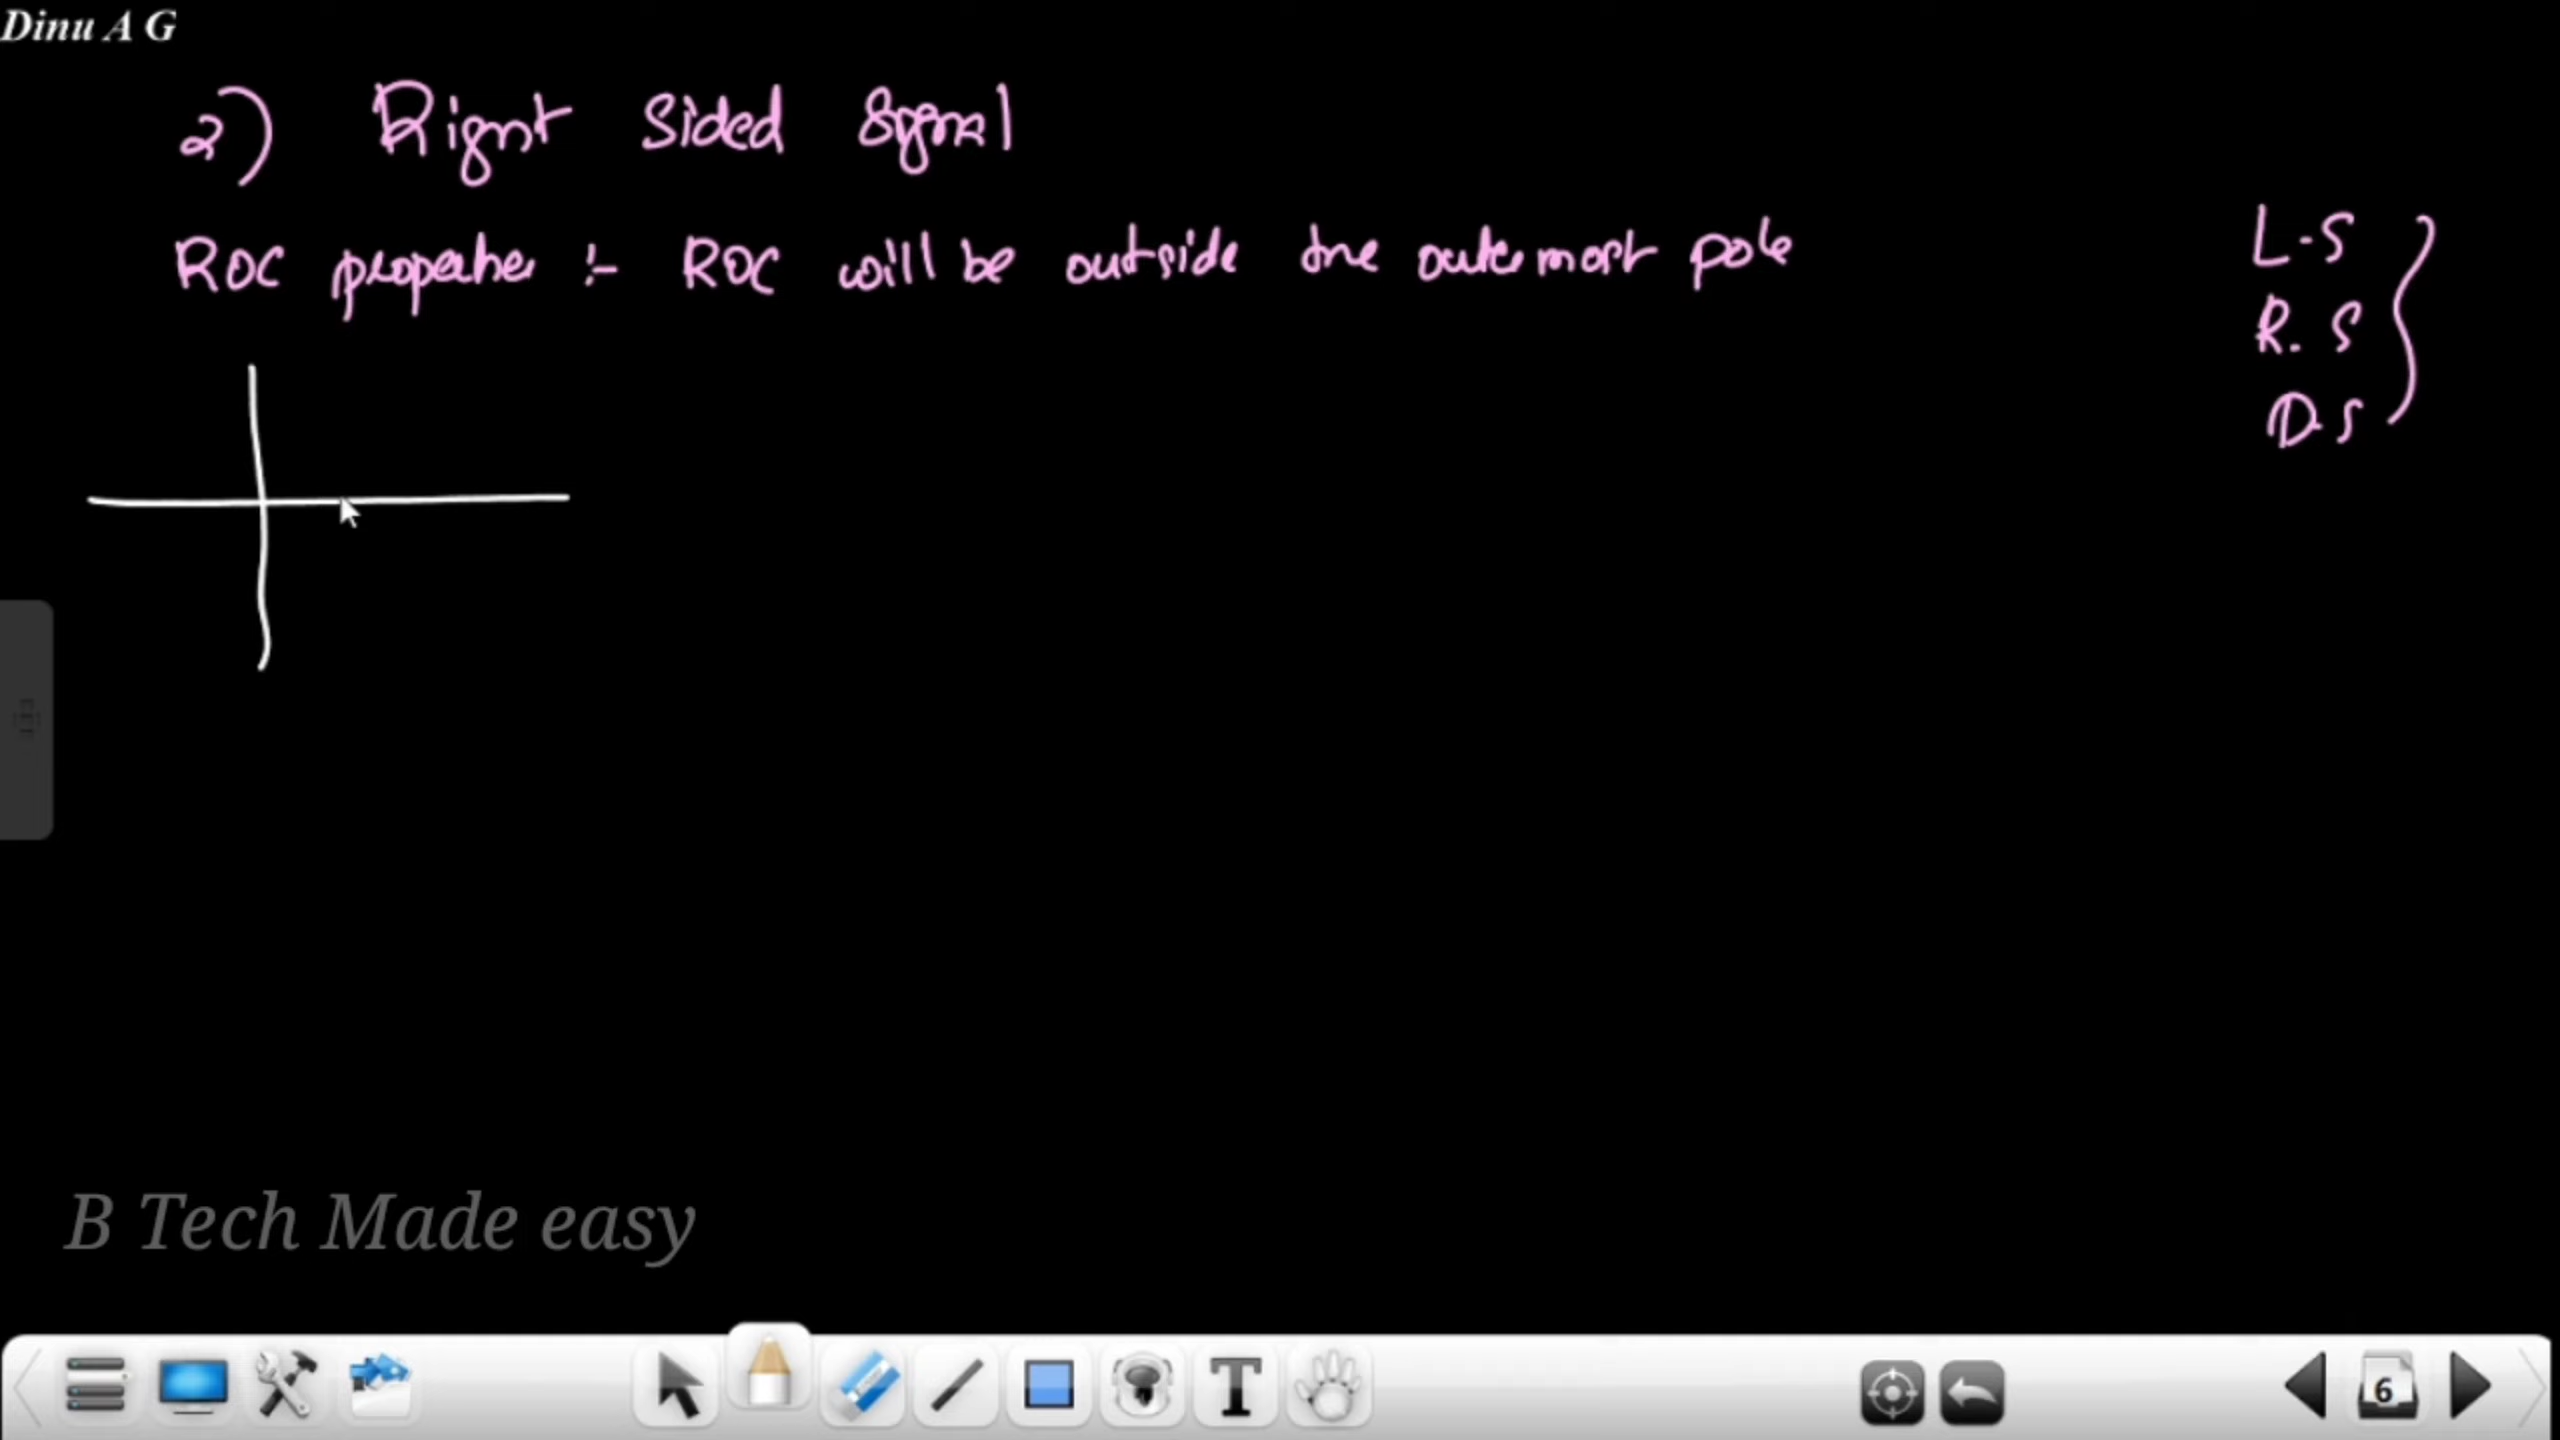 Dinu A G
2) Right Sided Signal
ROC properties :- ROC will be outside the outermost pole
L.S
R.S
D.S
B Tech Made easy
T
6